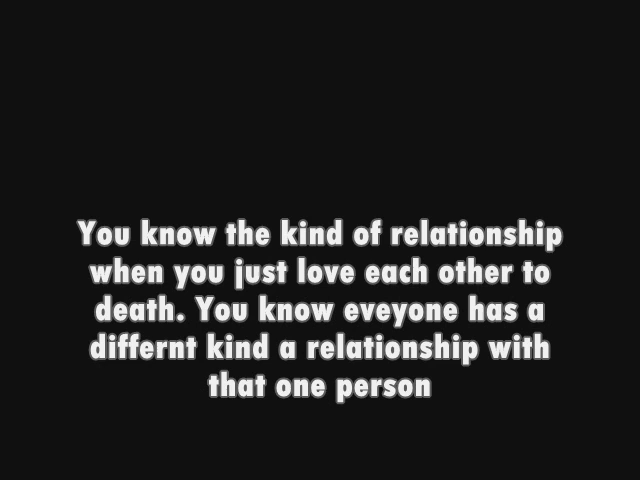 You know the kind of relationship
when you just love each other to
death. You know eveyone has a
differnt kind a relationship with
that one person